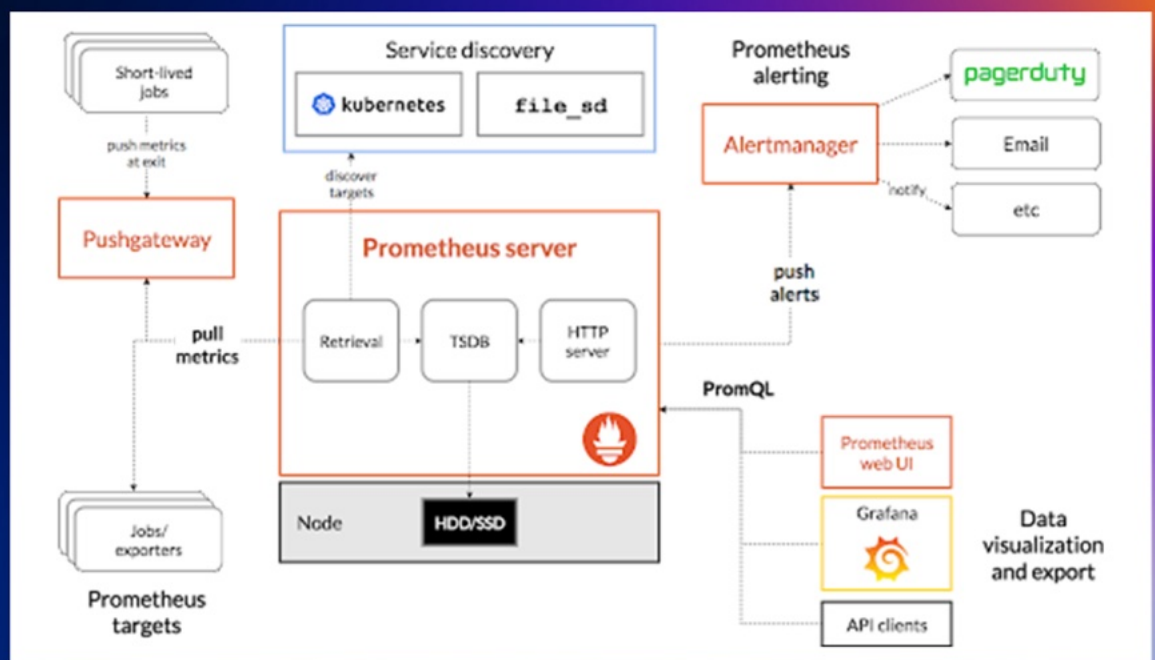 Short-lived
jobs
push metrics
at exit
Pushgateway
Service discovery
kubernetes
file_sd
discover
targets
Prometheus
alerting
Alertmanager
pagerduty
Email
notify
etc
Prometheus server
Retrieval
TSDB
HTTP
server
pull
metrics
push
alerts
PromQL
Node
HDD/SSD
Jobs/
exporters
Prometheus
targets
Prometheus
web UI
Grafana
API clients
Data
visualization
and export